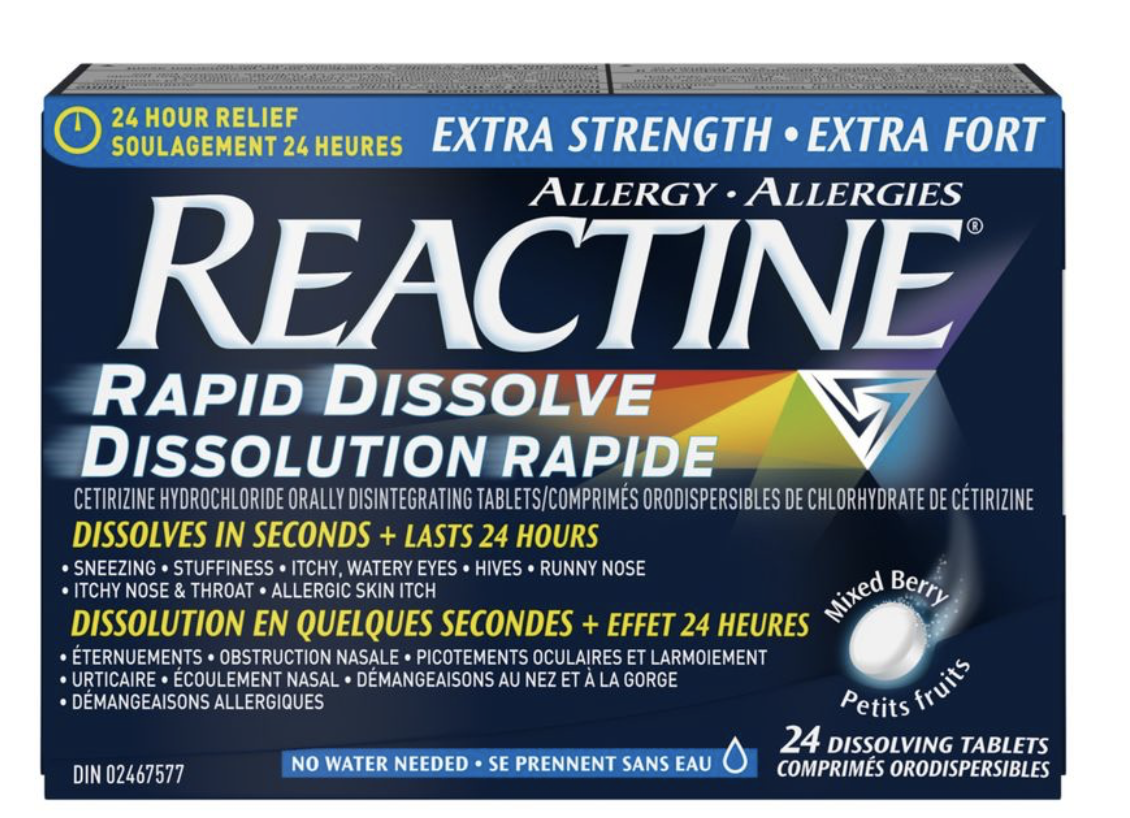 24 HOUR RELIEF
SOULAGEMENT 24 HEURES
EXTRA STRENGTH • EXTRA FORT
ALLERGY · ALLERGIES
REACTINE®
RAPID DISSOLVE
DISSOLUTION RAPIDE
CETIRIZINE HYDROCHLORIDE ORALLY DISINTEGRATING TABLETS/COMPRIMÉS ORODISPERSIBLES DE CHLORHYDRATE DE CÉTIRIZINE
DISSOLVES IN SECONDS + LASTS 24 HOURS
• SNEEZING • STUFFINESS • ITCHY, WATERY EYES • HIVES • RUNNY NOSE
• ITCHY NOSE & THROAT • ALLERGIC SKIN ITCH
DISSOLUTION EN QUELQUES SECONDES + EFFET 24 HEURES
• ÉTERNUEMENTS • OBSTRUCTION NASALE • PICOTEMENTS OCULAIRES ET LARMOIEMENT
• URTICAIRE • ÉCOULEMENT NASAL • DÉMANGEAISONS AU NEZ ET À LA GORGE
• DÉMANGEAISONS ALLERGIQUES
Mixed Berry
Petits fruits
24 DISSOLVING TABLETS
COMPRIMÉS ORODISPERSIBLES
NO WATER NEEDED • SE PRENNENT SANS EAU
DIN 02467577